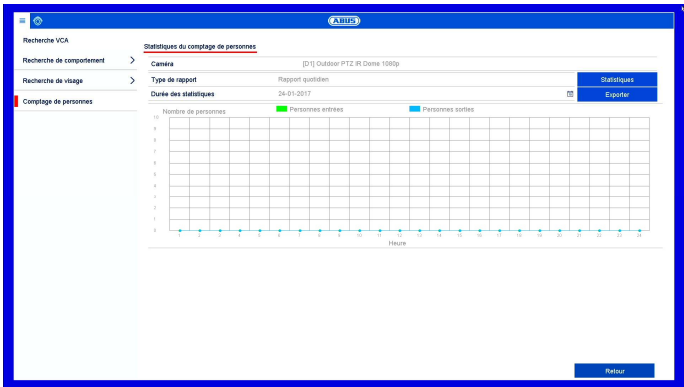 ABUS
Recherche VCA
Recherche de comportement
Recherche de visage
Comptage de personnes
Statistiques du comptage de personnes
Caméra [D1] Outdoor PTZ IR Dome 1080p
Type de rapport Rapport quotidien Statistiques
Durée des statistiques 24-01-2017 Exporter
Nombre de personnes Personnes entrées Personnes sorties
10
9
8
7
6
5
4
3
2
1
0
1 2 3 4 5 6 7 8 9 10 11 12 13 14 15 16 17 18 19 20 21 22 23 24
Heure
Retour